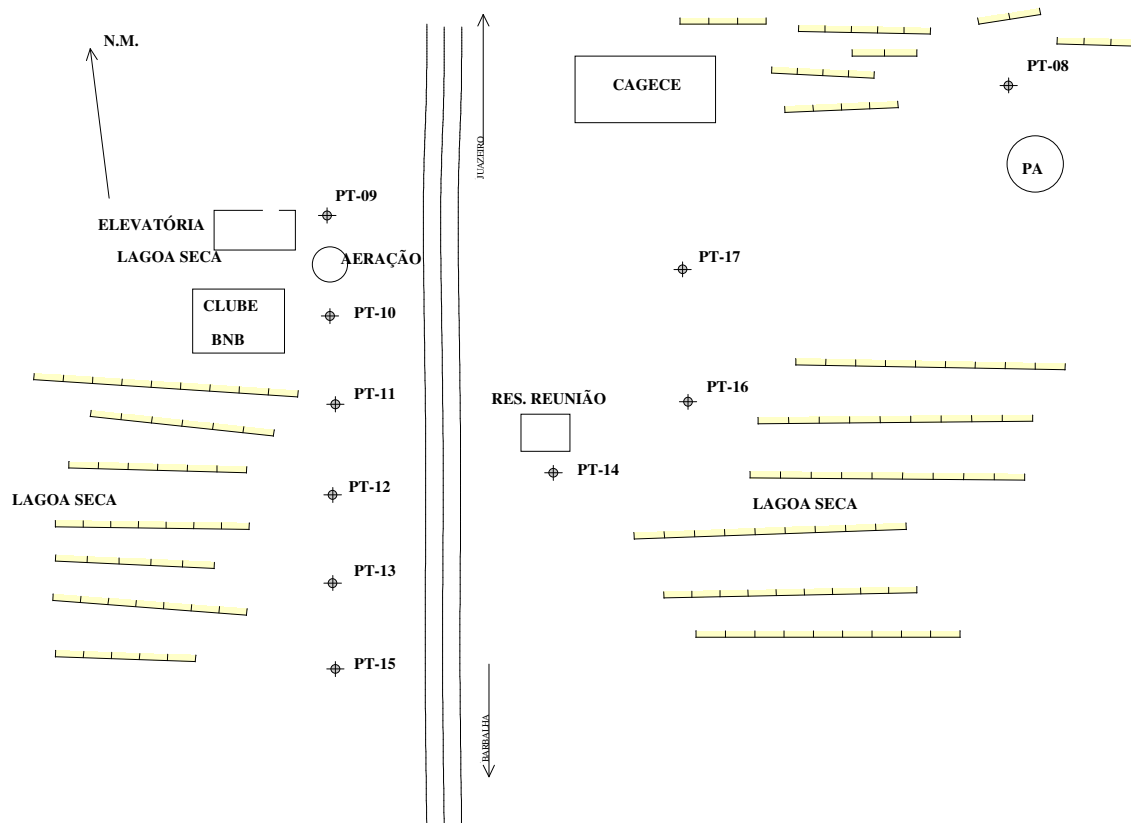 N.M.
CAGECE
PT-08
JUAZEIRO
PA
PT-09
ELEVATÓRIA
LAGOA SECA
AERAÇÃO
PT-17
CLUBE
BNB
PT-10
PT-11
PT-16
RES. REUNIÃO
PT-14
PT-12
LAGOA SECA
LAGOA SECA
PT-13
PT-15
BARBALHA